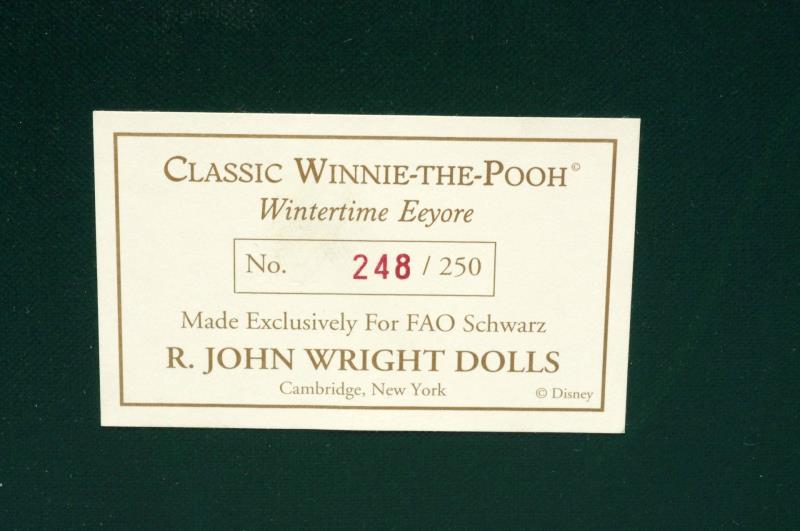 CLASSIC WINNIE-THE-POOH©
Wintertime Eeyore
No. 248 / 250
Made Exclusively For FAO Schwarz
R. JOHN WRIGHT DOLLS
Cambridge, New York
© Disney